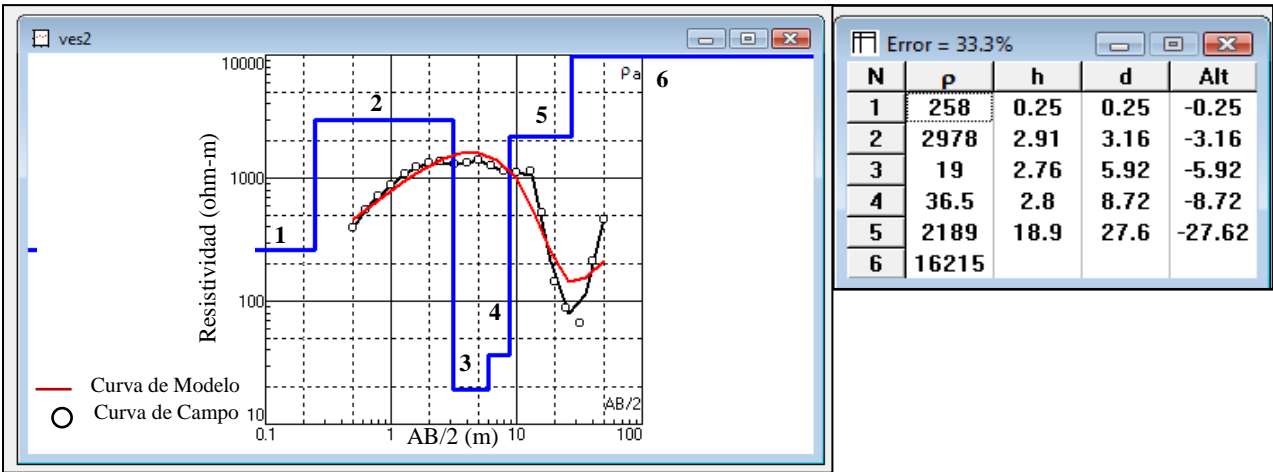 ves2
10000
ρa
6
2
5
Resistividad (ohm-m)
1000
1
100
4
3
Curva de Modelo
Curva de Campo
10
AB/2
0.1
1
AB/2 (m)
10
100
Error = 33.3%
N ρ h d Alt
1 258 0.25 0.25 -0.25
2 2978 2.91 3.16 -3.16
3 19 2.76 5.92 -5.92
4 36.5 2.8 8.72 -8.72
5 2189 18.9 27.6 -27.62
6 16215